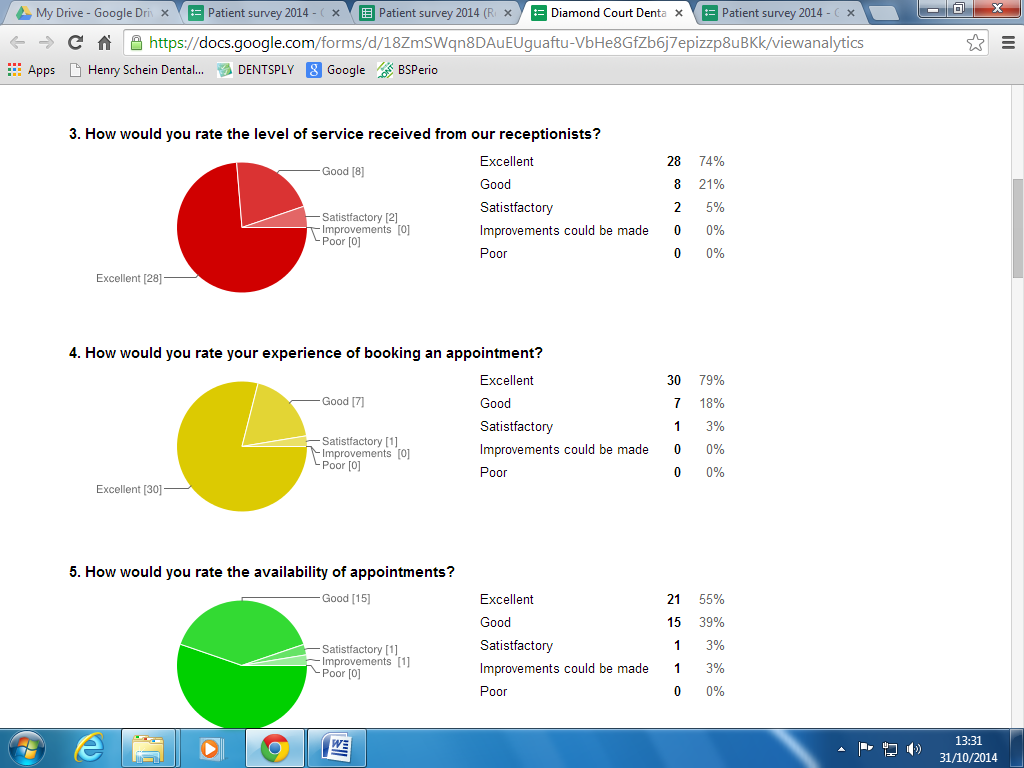 My Drive - Google Driv
Patient survey 2014 - G
Patient survey 2014 (Re
Diamond Court Denta
Patient survey 2014 - G
https://docs.google.com/forms/d/18ZmSWqn8DAuEUguaftu-VbHe8GfZb6j7epizzp8uBKk/viewanalytics
Apps Henry Schein Dental... DENTSPLY Google BSPerio
3. How would you rate the level of service received from our receptionists?
Good [8]
Satistfactory [2]
Improvements [0]
Poor [0]
Excellent [28]
Excellent 28 74%
Good 8 21%
Satistfactory 2 5%
Improvements could be made 0 0%
Poor 0 0%
4. How would you rate your experience of booking an appointment?
Good [7]
Satistfactory [1]
Improvements [0]
Poor [0]
Excellent [30]
Excellent 30 79%
Good 7 18%
Satistfactory 1 3%
Improvements could be made 0 0%
Poor 0 0%
5. How would you rate the availability of appointments?
Good [15]
Satistfactory [1]
Improvements [1]
Poor [0]
Excellent 21 55%
Good 15 39%
Satistfactory 1 3%
Improvements could be made 1 3%
Poor 0 0%
13:31
31/10/2014